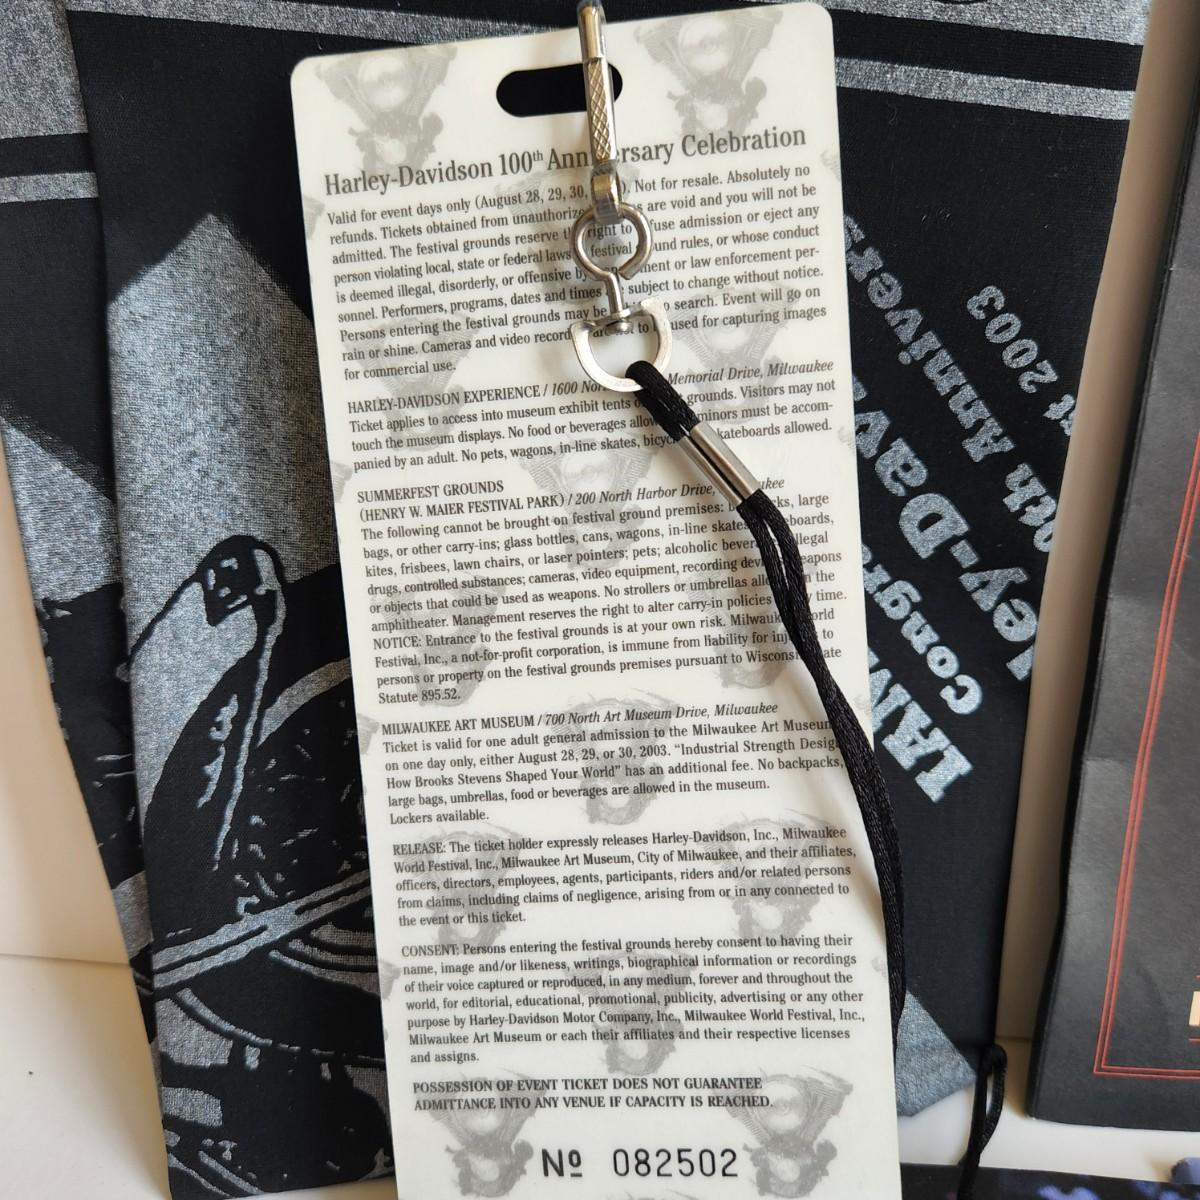 Harley-Davidson 100th Ann ersary Celebration
Valid for event days only (August 28, 29, 30, ). Not for resale. Absolutely no
refunds. Tickets obtained from unauthoriz s are void and you will not be
admitted. The festival grounds reserve t right to fuse admission or eject any
person violating local, state or federal laws festival und rules, or whose conduct
is deemed illegal, disorderly, or offensive by ment or law enforcement per-
sonnel. Performers, programs, dates and times subject to change without notice.
Persons entering the festival grounds may be o search. Event will go on
rain or shine. Cameras and video record are to used for capturing images
for commercial use.
HARLEY-DAVIDSON EXPERIENCE / 1600 Nor Memorial Drive, Milwaukee
Ticket applies to access into museum exhibit tents grounds. Visitors may not
touch the museum displays. No food or beverages allow minors must be accom-
panied by an adult. No pets, wagons, in-line skates, bicyc kateboards allowed.
SUMMERFEST GROUNDS
(HENRY W. MAIER FESTIVAL PARK) / 200 North Harbor Drive, ukee
The following cannot be brought on festival ground premises: b ks, large
bags, or other carry-ins; glass bottles, cans, wagons, in-line skate eboards,
kites, frisbees, lawn chairs, or laser pointers; pets; alcoholic bever illegal
drugs, controlled substances; cameras, video equipment, recording dev eapons
or objects that could be used as weapons. No strollers or umbrellas all n the
amphitheater. Management reserves the right to alter carry-in policies y time.
NOTICE: Entrance to the festival grounds is at your own risk. Milwauk orld
Festival, Inc., a not-for-profit corporation, is immune from liability for inj to
persons or property on the festival grounds premises pursuant to Wisconsi ate
Statute 895.52.
MILWAUKEE ART MUSEUM / 700 North Art Museum Drive, Milwaukee
Ticket is valid for one adult general admission to the Milwaukee Art Museum
on one day only, either August 28, 29, or 30, 2003. "Industrial Strength Design
How Brooks Stevens Shaped Your World" has an additional fee. No backpacks,
large bags, umbrellas, food or beverages are allowed in the museum.
Lockers available.
RELEASE: The ticket holder expressly releases Harley-Davidson, Inc., Milwaukee
World Festival, Inc., Milwaukee Art Museum, City of Milwaukee, and their affiliates,
officers, directors, employees, agents, participants, riders and/or related persons
from claims, including claims of negligence, arising from or in any connected to
the event or this ticket.
CONSENT: Persons entering the festival grounds hereby consent to having their
name, image and/or likeness, writings, biographical information or recordings
of their voice captured or reproduced, in any medium, forever and throughout the
world, for editorial, educational, promotional, publicity, advertising or any other
purpose by Harley-Davidson Motor Company, Inc., Milwaukee World Festival, Inc.,
Milwaukee Art Museum or each their affiliates and their respective licenses
and assigns.
POSSESSION OF EVENT TICKET DOES NOT GUARANTEE
ADMITTANCE INTO ANY VENUE IF CAPACITY IS REACHED.
Nº 082502
IAM
congr
ley-Davi
0th Anniver
t 2003